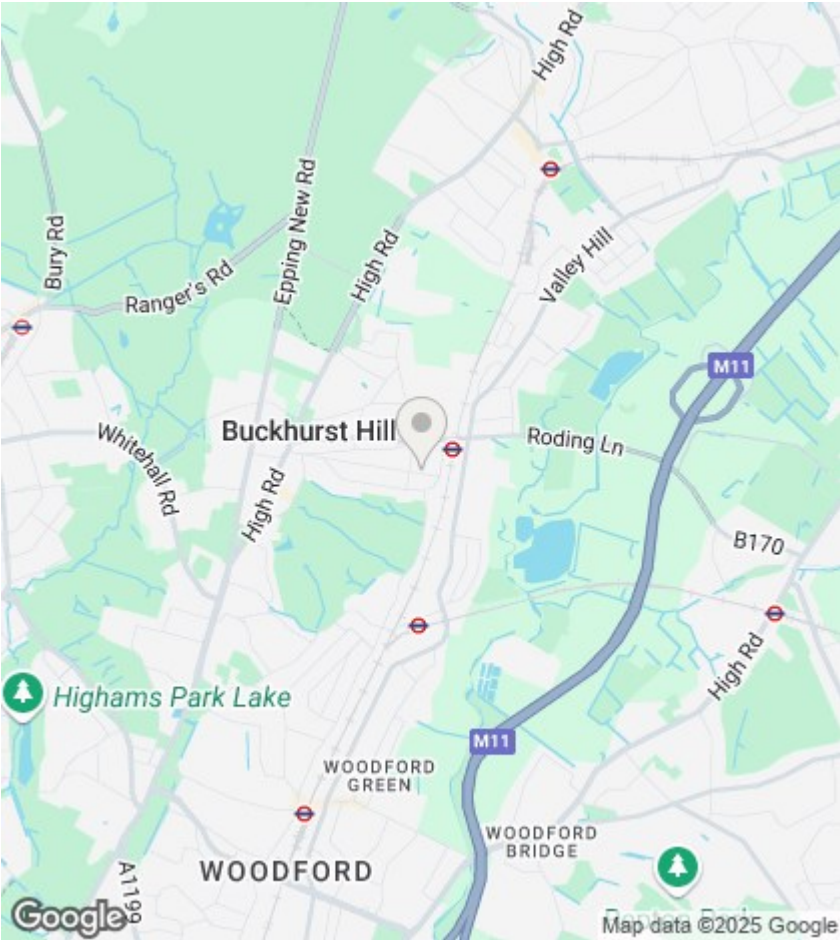 High Rd
Epping New Rd
Bury Rd
High Rd
Valley Hill
Ranger's Rd
M11
Buckhurst Hill
Whitehall Rd
Roding Ln
High Rd
B170
High Rd
Highams Park Lake
M11
WOODFORD
GREEN
WOODFORD
BRIDGE
WOODFORD
A1199
Google
Map data ©2025 Google